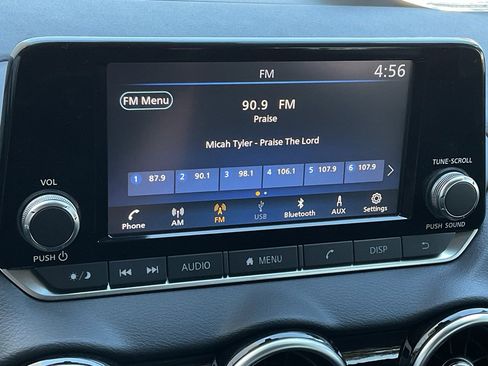 FM 4:56
FM Menu
90.9 FM
Praise
Micah Tyler - Praise The Lord
1 87.9 2 90.1 3 98.1 4 106.1 5 107.9 6 107.9
Phone AM FM USB Bluetooth AUX Settings
VOL
PUSH
TUNE-SCROLL
PUSH SOUND
AUDIO MENU DISP